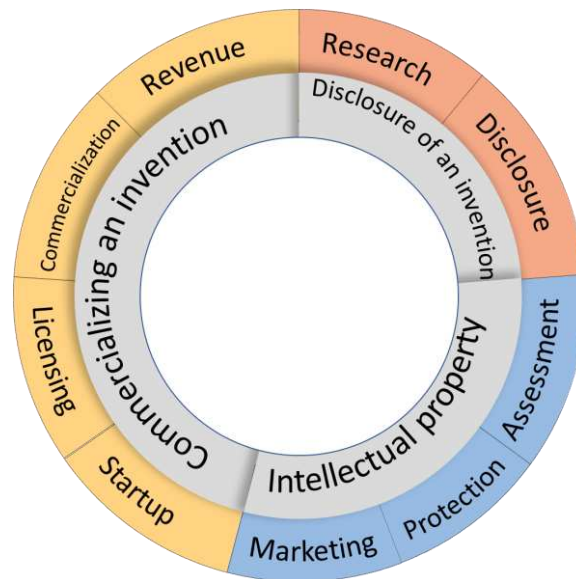 Research
Disclosure
Assessment
Protection
Marketing
Startup
Licensing
Commercialization
Revenue
Disclosure of an invention
Intellectual property
Commercializing an invention